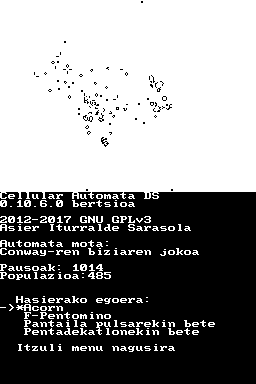 Cellular Automata DS
0.10.6.0 bertsioa
2012-2017 GNU GPLv3
Asier Iturralde Sarasola
Automata mota:
Conway-ren biziaren jokoa
Pausoak: 1014
Populazioa:485
Hasierako egoera:
->*Acorn
F-Pentomino
Pantaila pulsarekin bete
Pentadekatlonekin bete
Itzuli menu nagusira